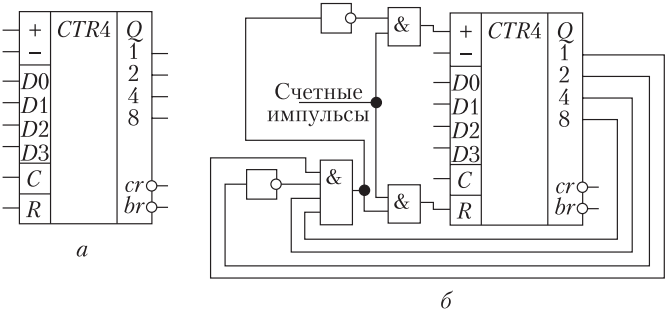 + CTR4 Q
− 1
2
D0 4
D1 8
D2
D3
C cr
R br
а
&
Счетные
импульсы
&
&
+ CTR4 Q
− 1
2
D0 4
D1 8
D2
D3
C cr
R br
б